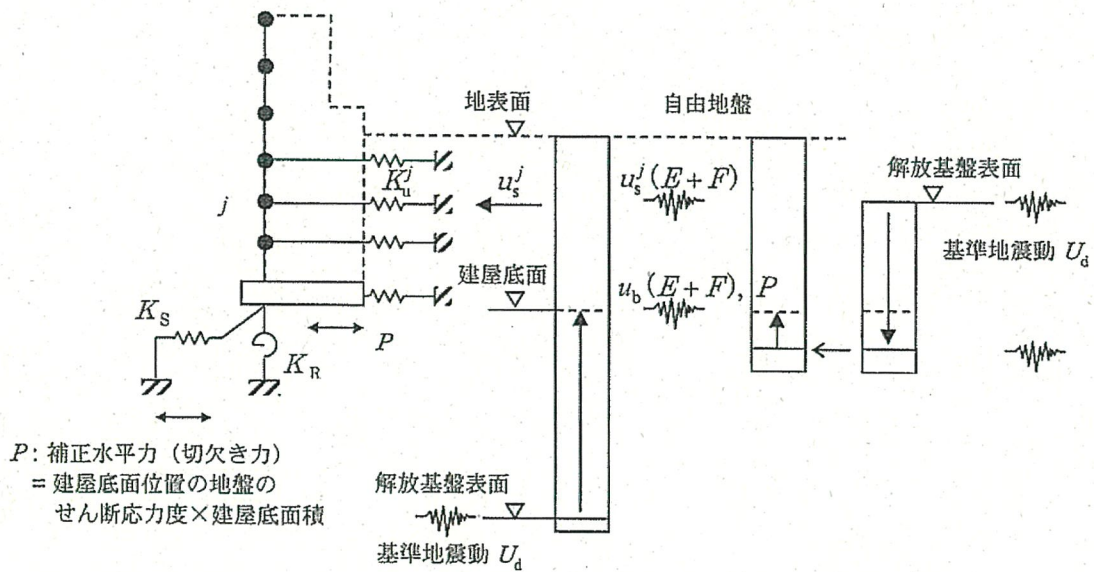 地表面
自由地盤
解放基盤表面
K_u^j
u_s^j
u_s^j (E + F)
j
基準地震動 U_d
建屋底面
u_b (E + F), P
K_S
P
K_R
P: 補正水平力（切欠き力）
= 建屋底面位置の地盤の
せん断応力度×建屋底面積
解放基盤表面
基準地震動 U_d